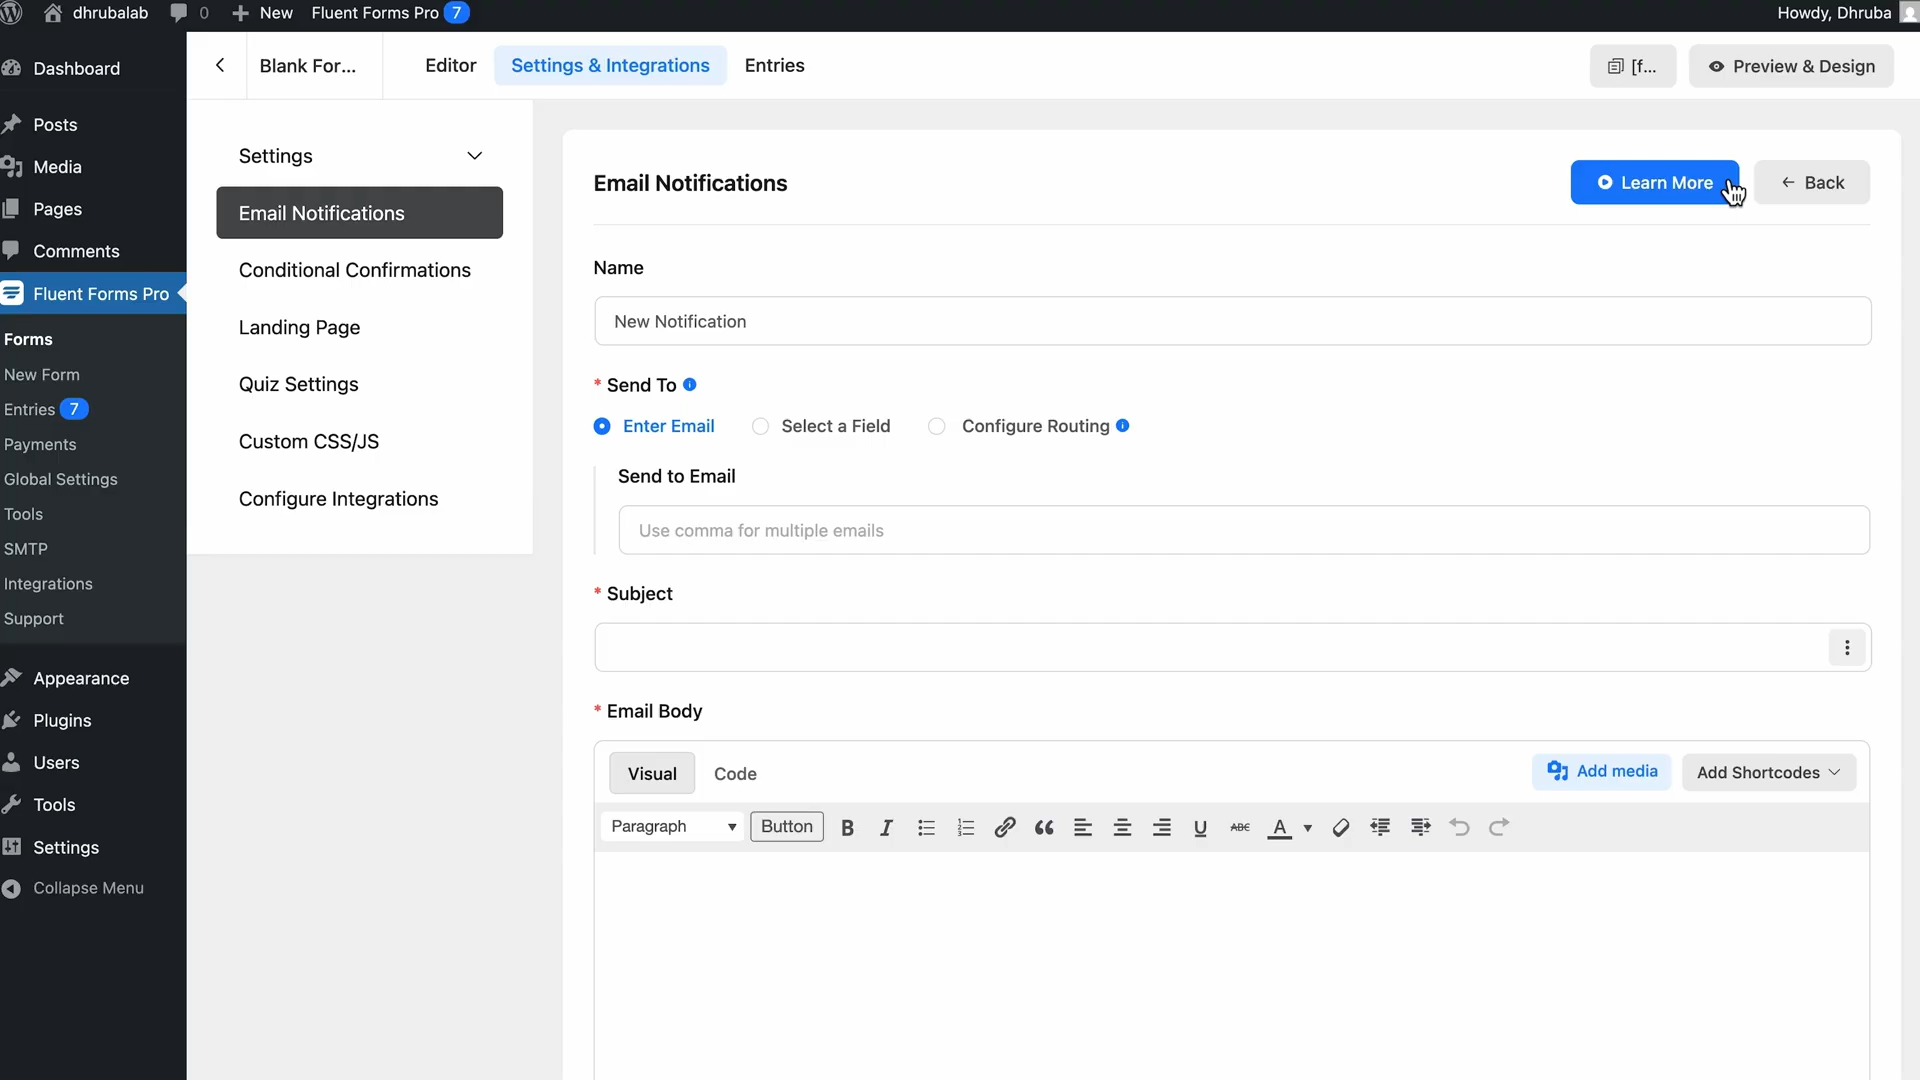 dhrubalab 0 New Fluent Forms Pro 7 Howdy, Dhruba
Dashboard
Posts
Media
Pages
Comments
Fluent Forms Pro
Forms
New Form
Entries 7
Payments
Global Settings
Tools
SMTP
Integrations
Support
Appearance
Plugins
Users
Tools
Settings
Collapse Menu
Blank For... Editor Settings & Integrations Entries [f... Preview & Design
Settings
Email Notifications
Conditional Confirmations
Landing Page
Quiz Settings
Custom CSS/JS
Configure Integrations
Email Notifications Learn More Back
Name
New Notification
* Send To
Enter Email Select a Field Configure Routing
Send to Email
Use comma for multiple emails
* Subject
* Email Body
Visual Code Add media Add Shortcodes
Paragraph Button B I U ABC A